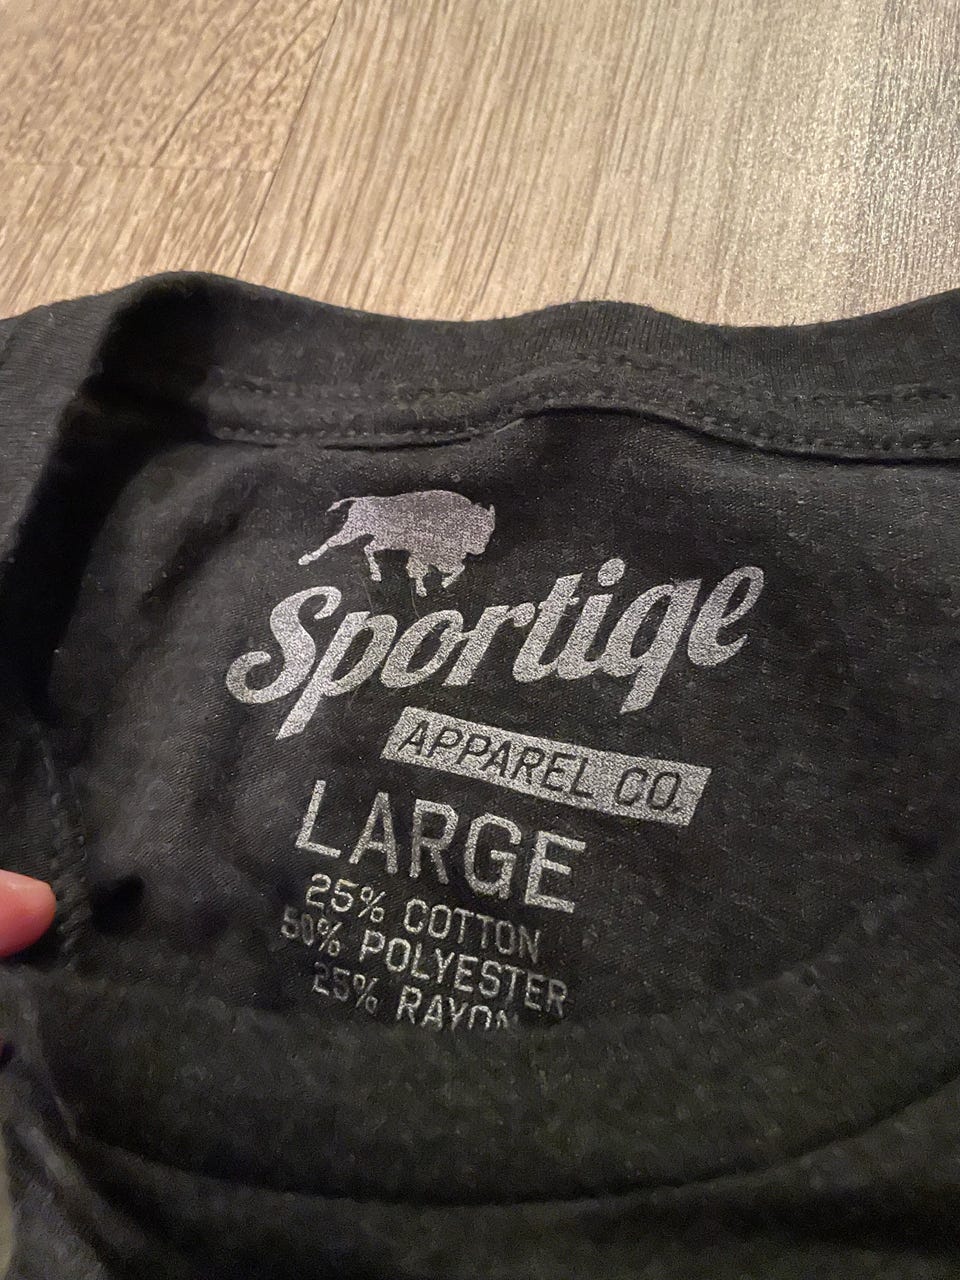 Sportiqe
APPAREL CO.
LARGE
25% COTTON
50% POLYESTER
25% RAYON